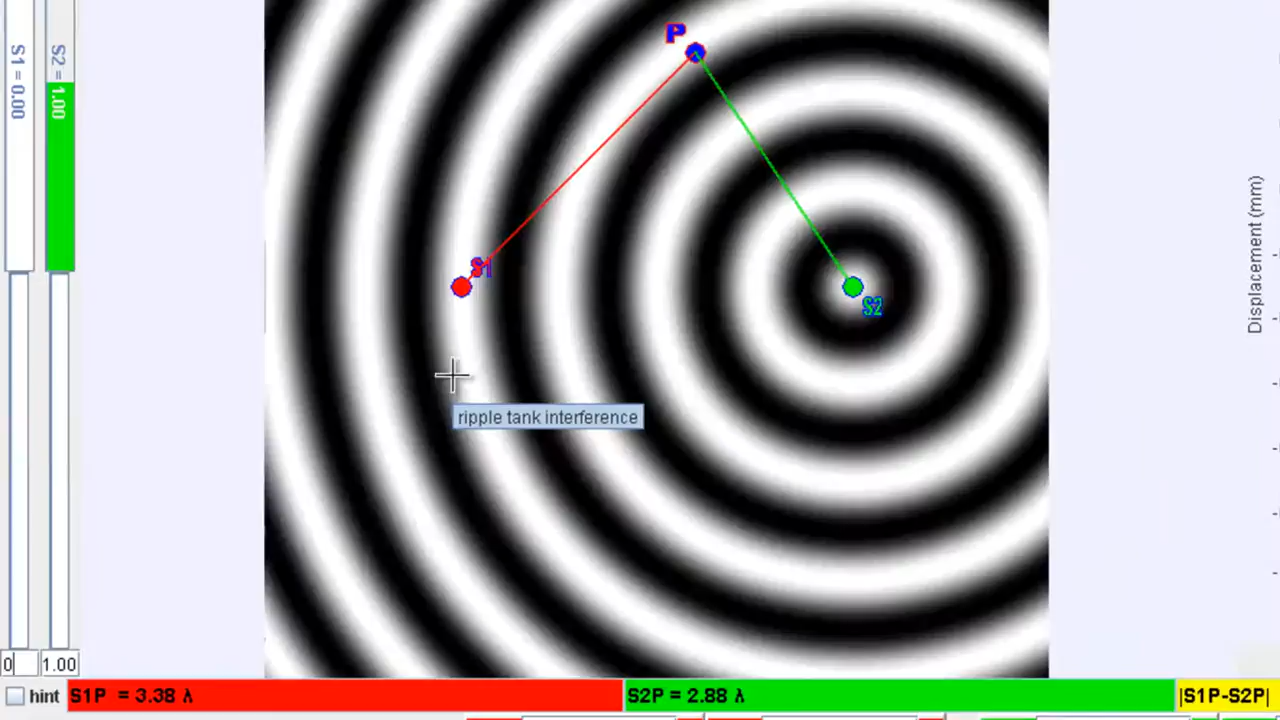 S1 = 0.00
S2 = 1.00
P
S1
S2
ripple tank interference
Displacement (mm)
0
1.00
hint
S1P = 3.38 λ
S2P = 2.88 λ
|S1P-S2P|